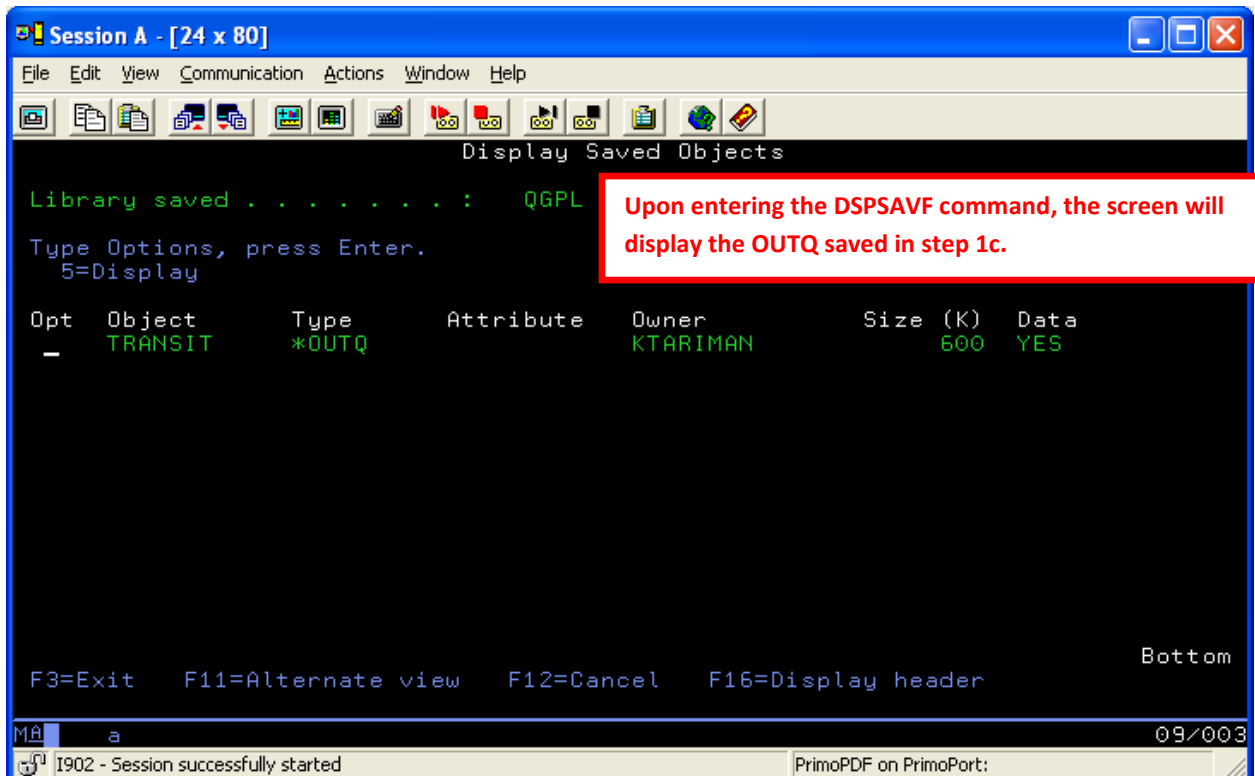 Session A - [24 x 80]
File Edit View Communication Actions Window Help
Display Saved Objects
Library saved . . . . . . . : QGPL
Upon entering the DSPSAVF command, the screen will
display the OUTQ saved in step 1c.
Type Options, press Enter.
5=Display
Opt Object Type Attribute Owner Size (K) Data
_ TRANSIT *OUTQ KTARIMAN 600 YES
Bottom
F3=Exit F11=Alternate view F12=Cancel F16=Display header
MA a 09/003
I902 - Session successfully started PrimoPDF on PrimoPort: